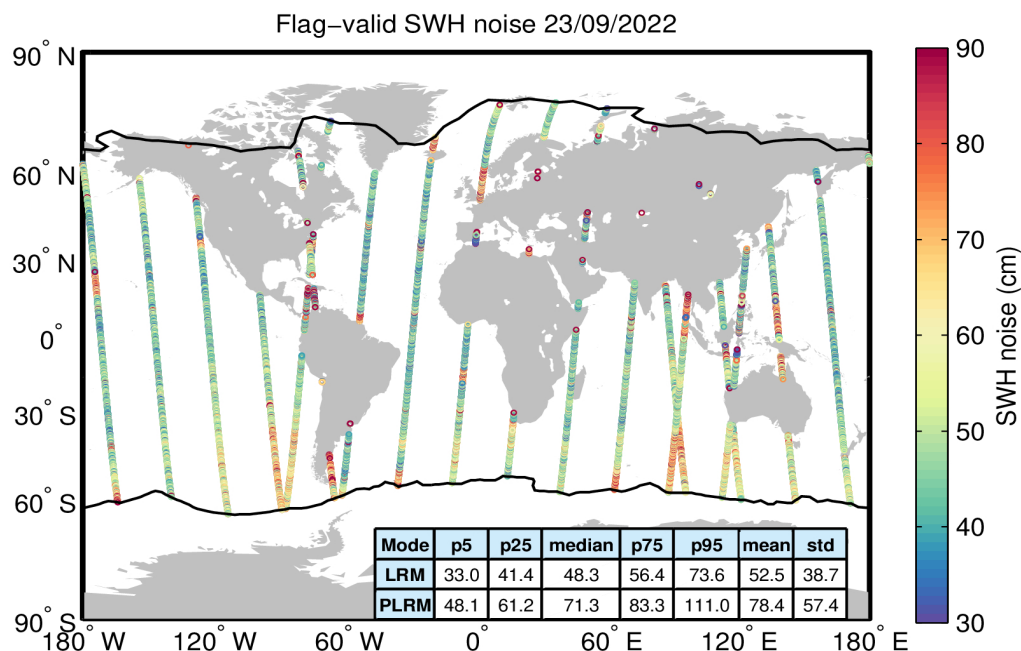 Flag−valid SWH noise 23/09/2022
90° N
60° N
30° N
0°
30° S
60° S
90° S
180° W
120° W
60° W
0°
60° E
120° E
180° E
90
80
70
60
50
40
30
SWH noise (cm)
Mode p5 p25 median p75 p95 mean std
LRM 33.0 41.4 48.3 56.4 73.6 52.5 38.7
PLRM 48.1 61.2 71.3 83.3 111.0 78.4 57.4